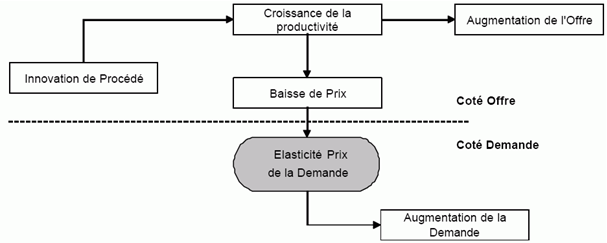 Croissance de la
productivité
Augmentation de l'Offre
Innovation de Procédé
Baisse de Prix
Coté Offre
Coté Demande
Elasticité Prix
de la Demande
Augmentation de la
Demande